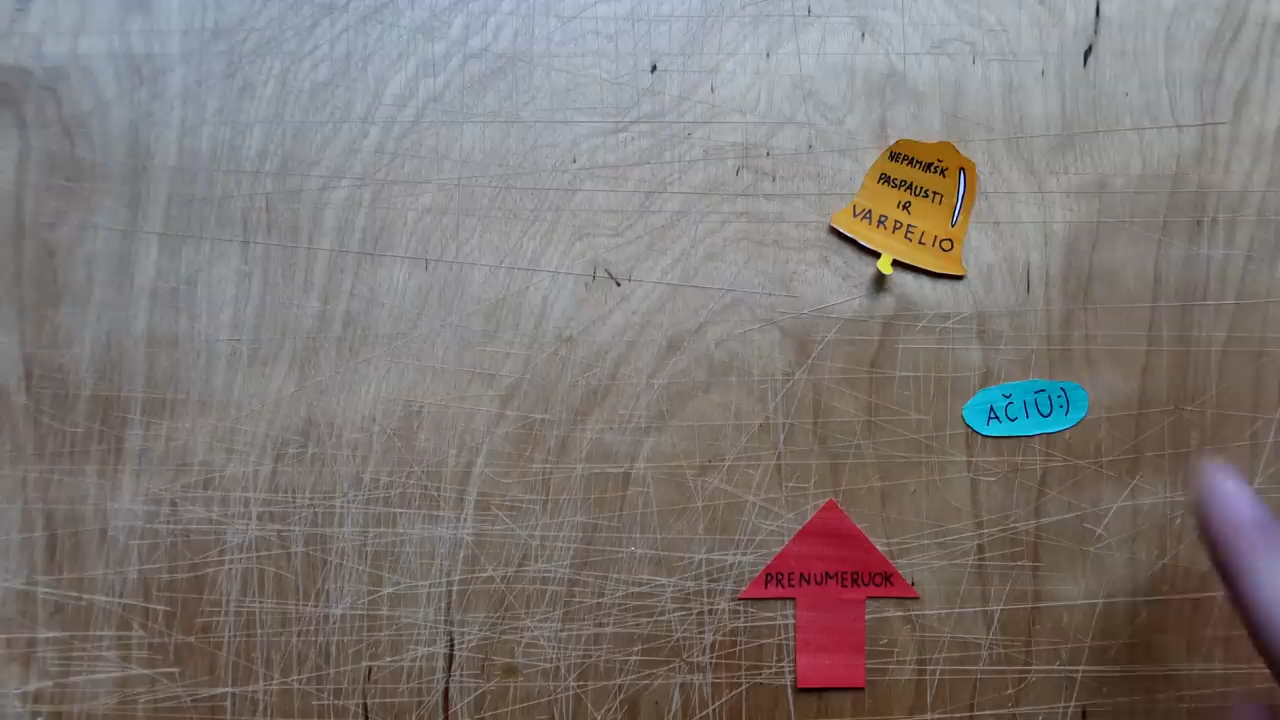 NEPAMIRŠK
PASPAUSTI
IR
VARPELIO
AČIŪ:)
PRENUMERUOK